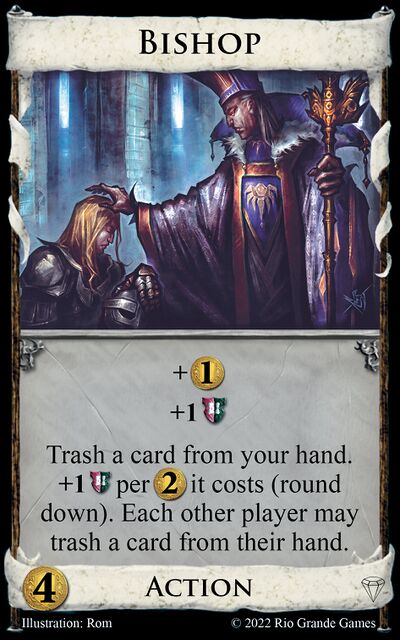 BISHOP
+ 1
+1
Trash a card from your hand.
+1 per 2 it costs (round
down). Each other player may
trash a card from their hand.
4 ACTION
Illustration: Rom © 2022 Rio Grande Games